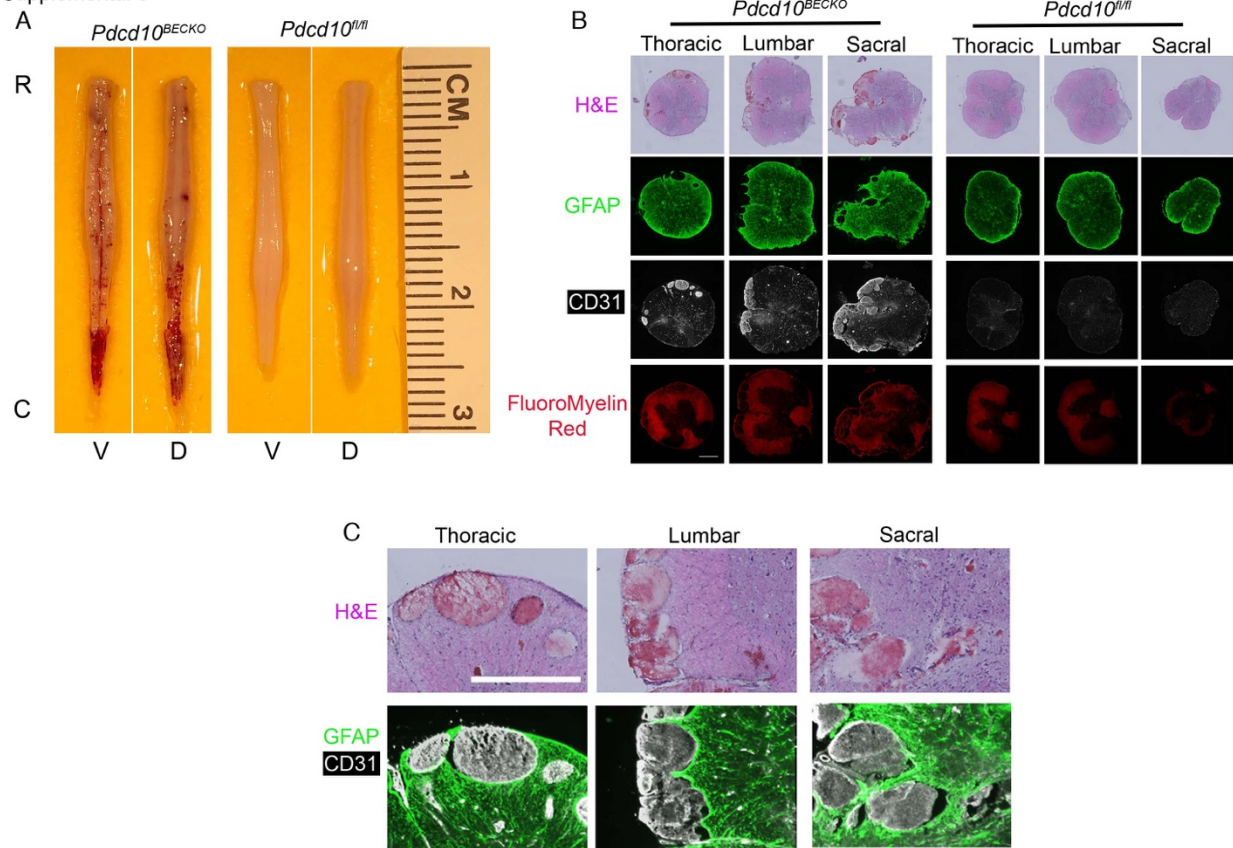 A
Pdcd10BECKO Pdcd10fl/fl
R
C
V D V D
CM
1
2
3
B
Pdcd10BECKO Pdcd10fl/fl
Thoracic Lumbar Sacral Thoracic Lumbar Sacral
H&E
GFAP
CD31
FluoroMyelin
Red
C
Thoracic Lumbar Sacral
H&E
GFAP
CD31